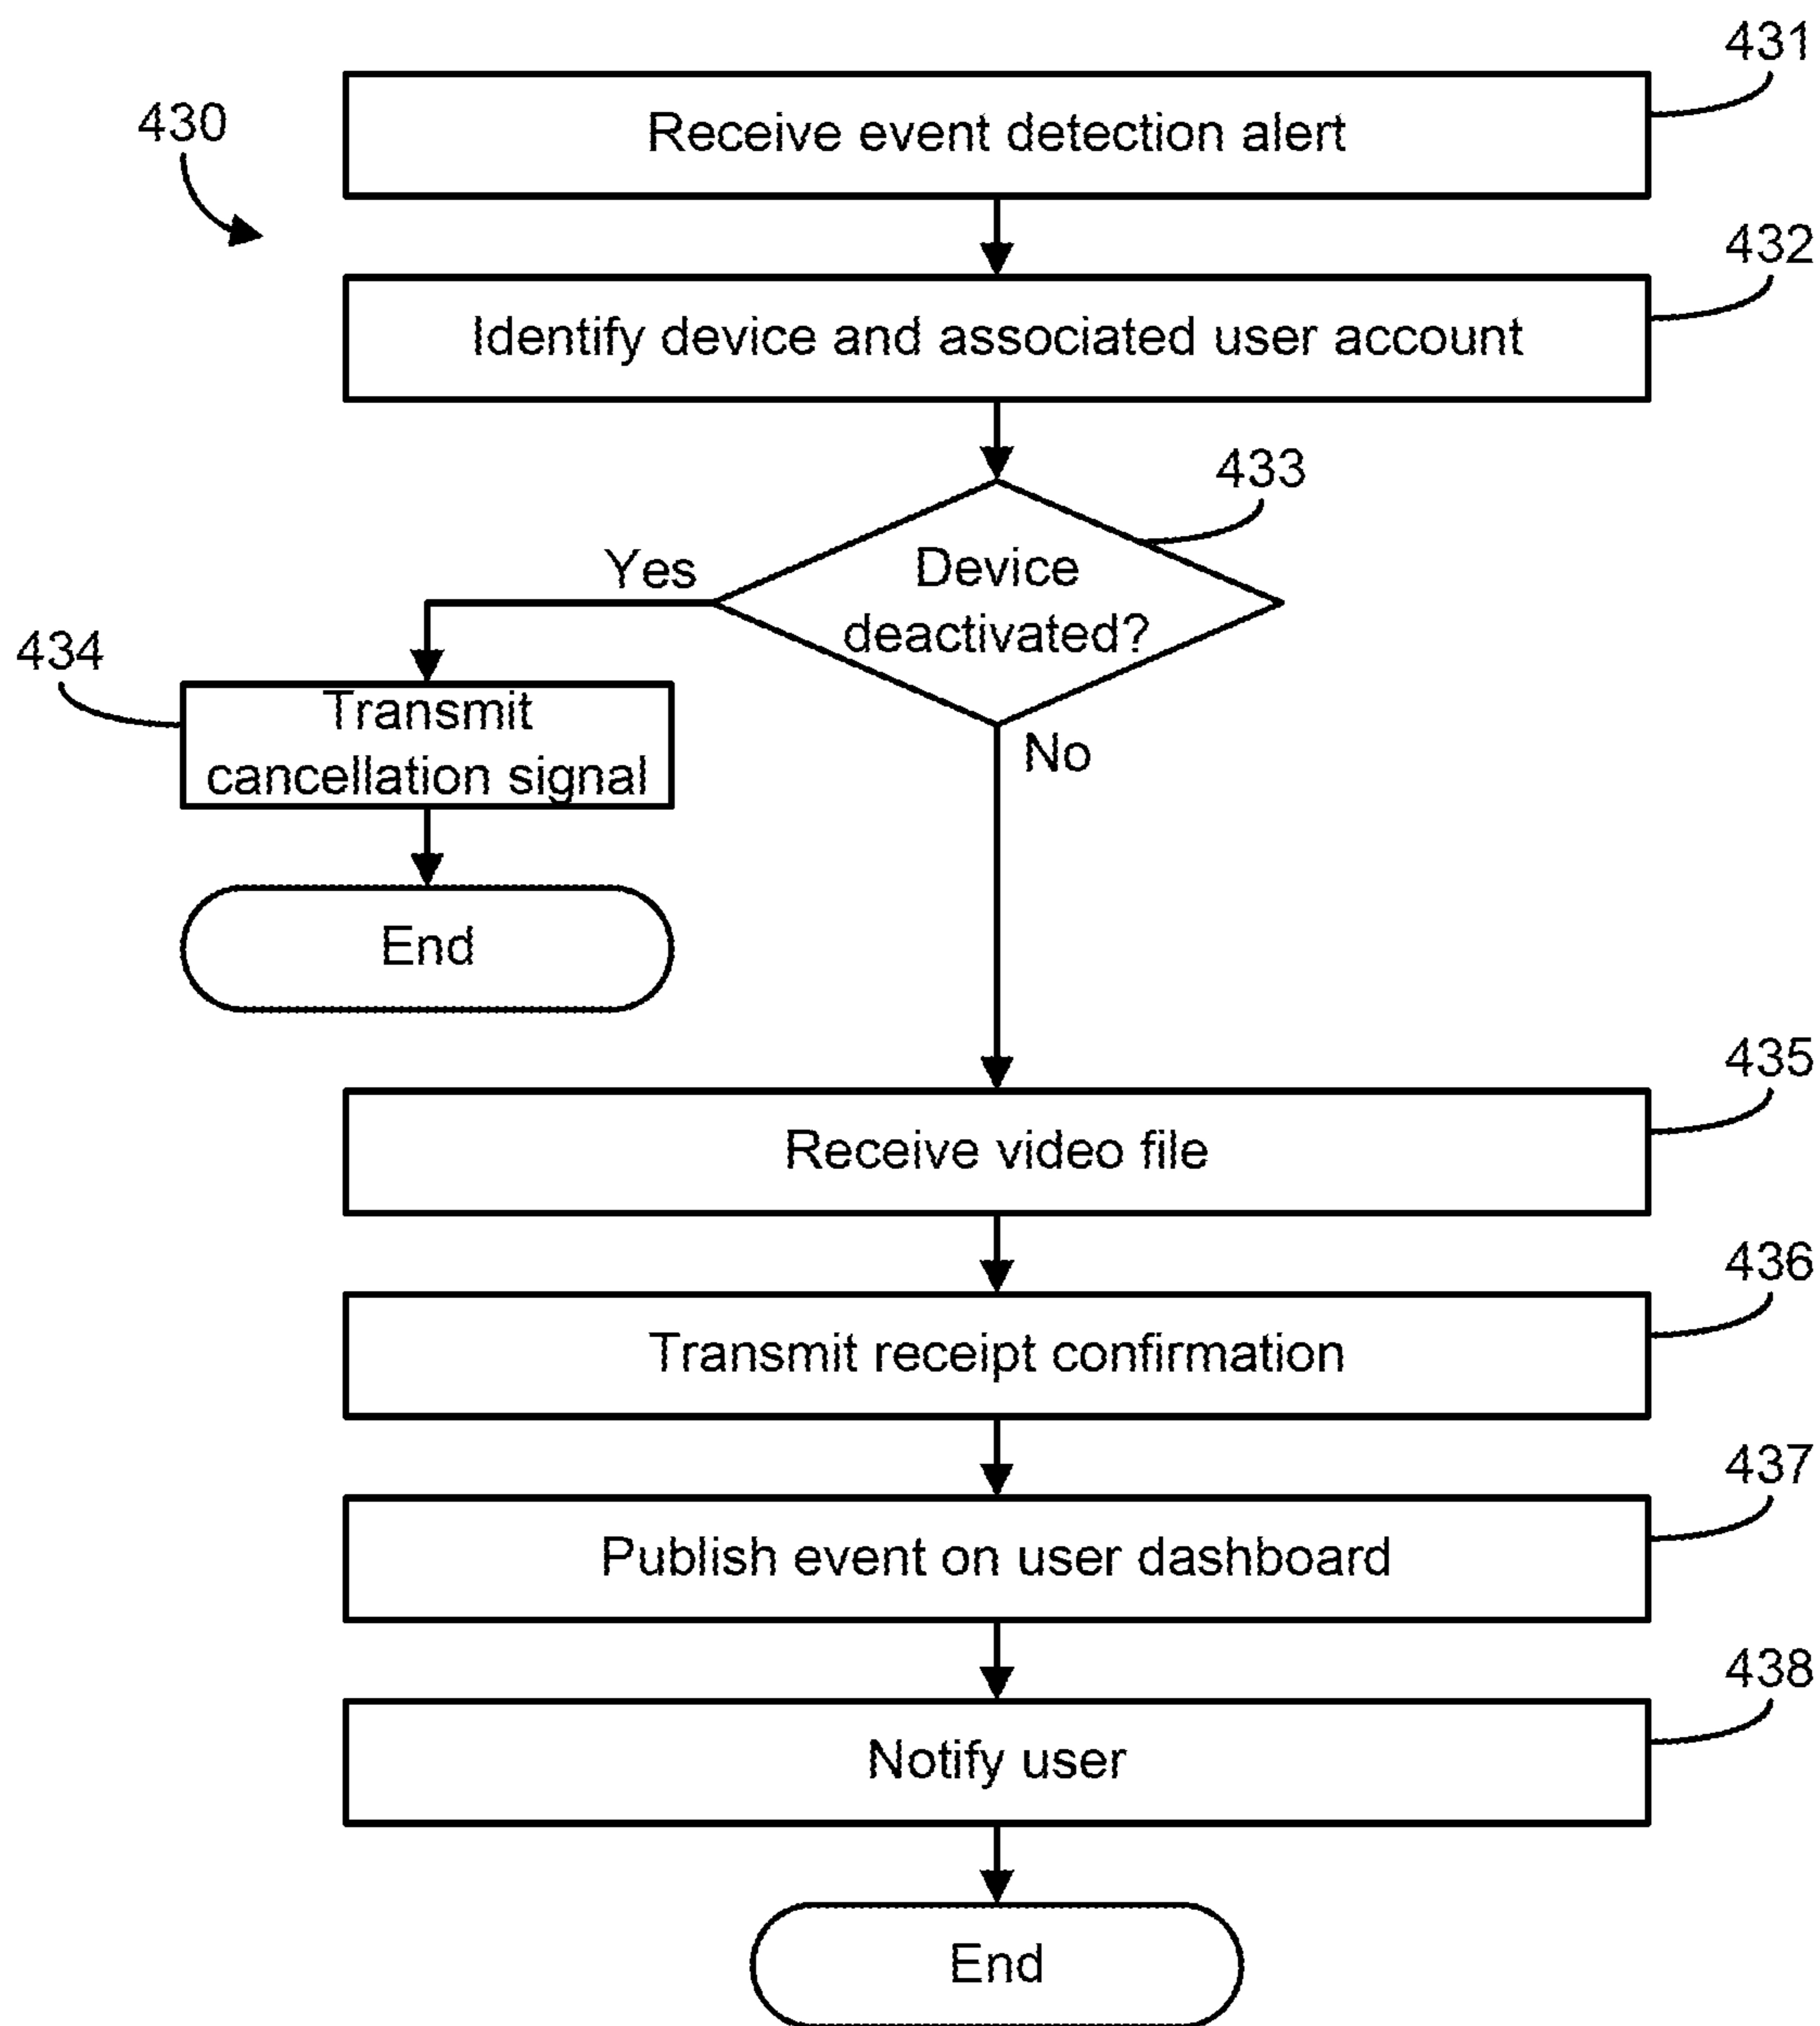 431
Receive event detection alert
430
432
Identify device and associated user account
433
Device
deactivated?
Yes
No
434
Transmit
cancellation signal
End
435
Receive video file
436
Transmit receipt confirmation
437
Publish event on user dashboard
438
Notify user
End